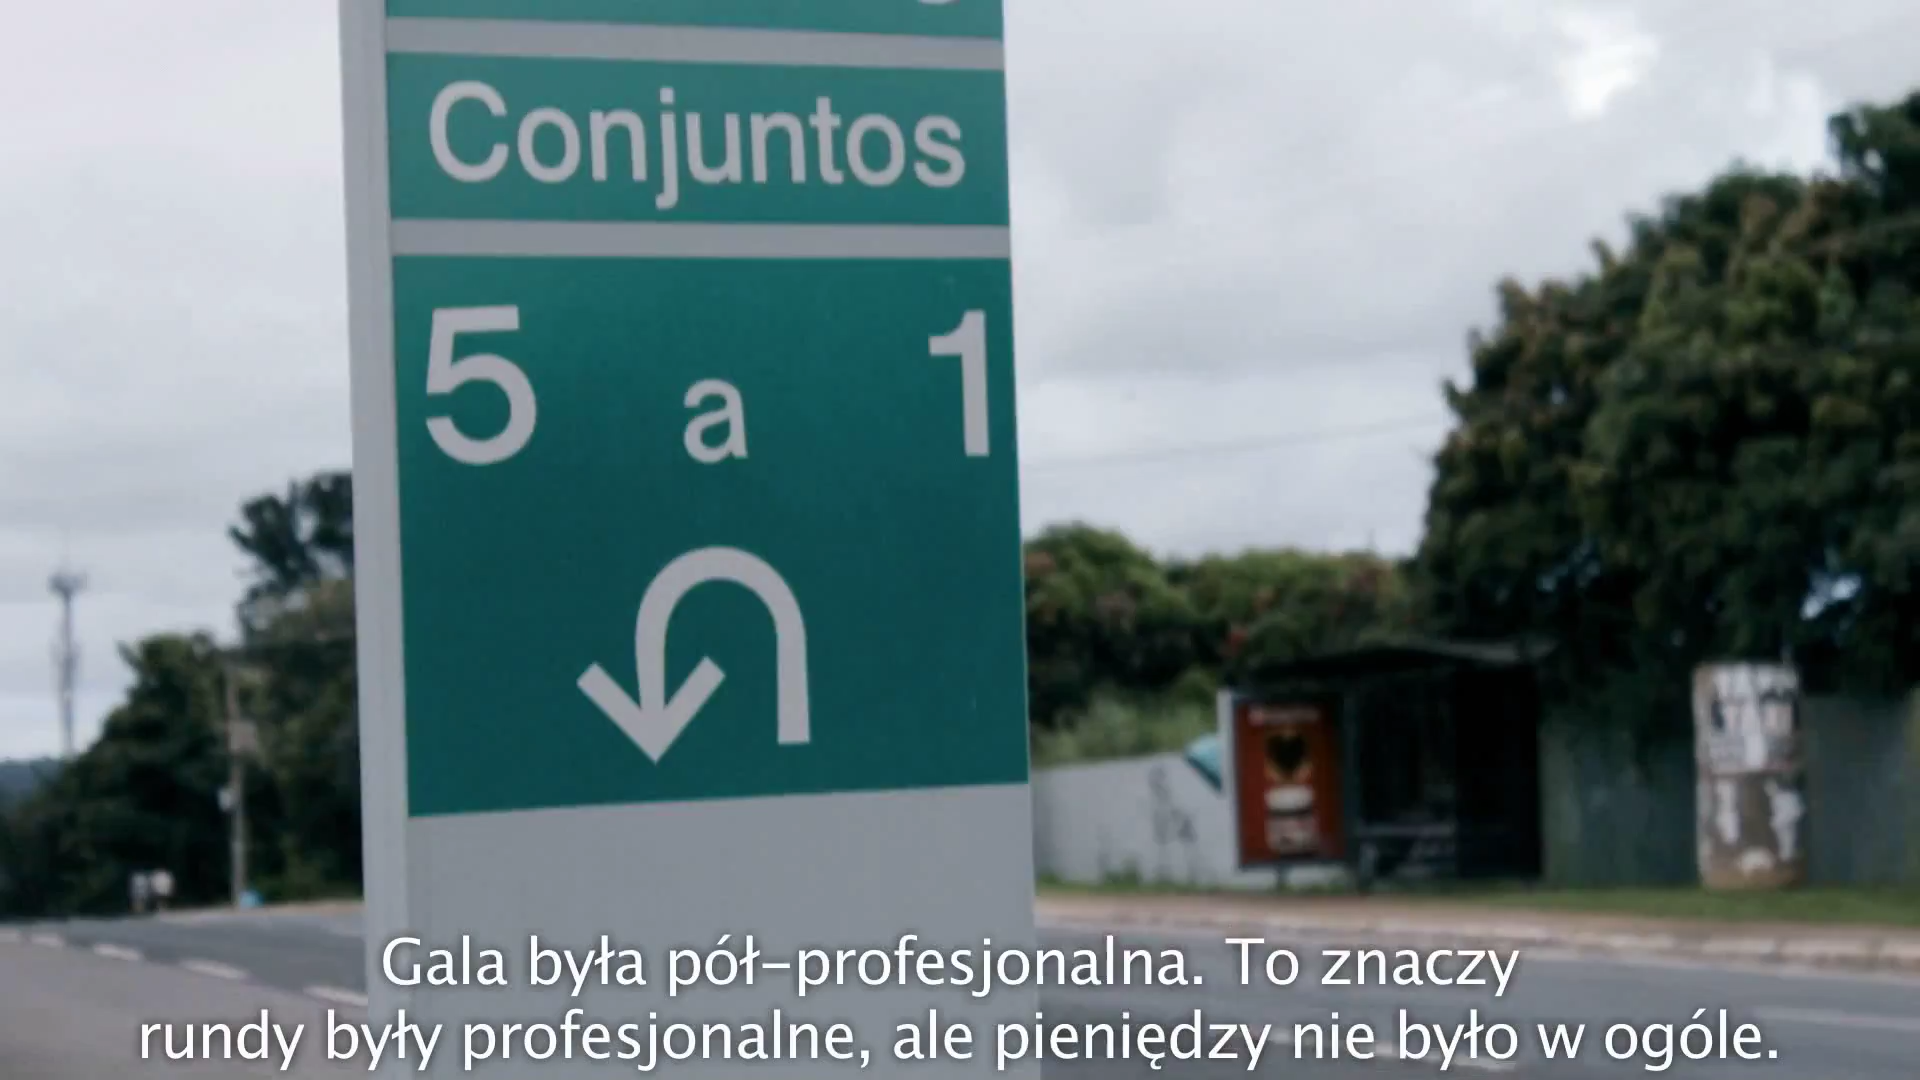 Conjuntos
5 a 1
Gala była pół-profesjonalna. To znaczy
rundy były profesjonalne, ale pieniędzy nie było w ogóle.